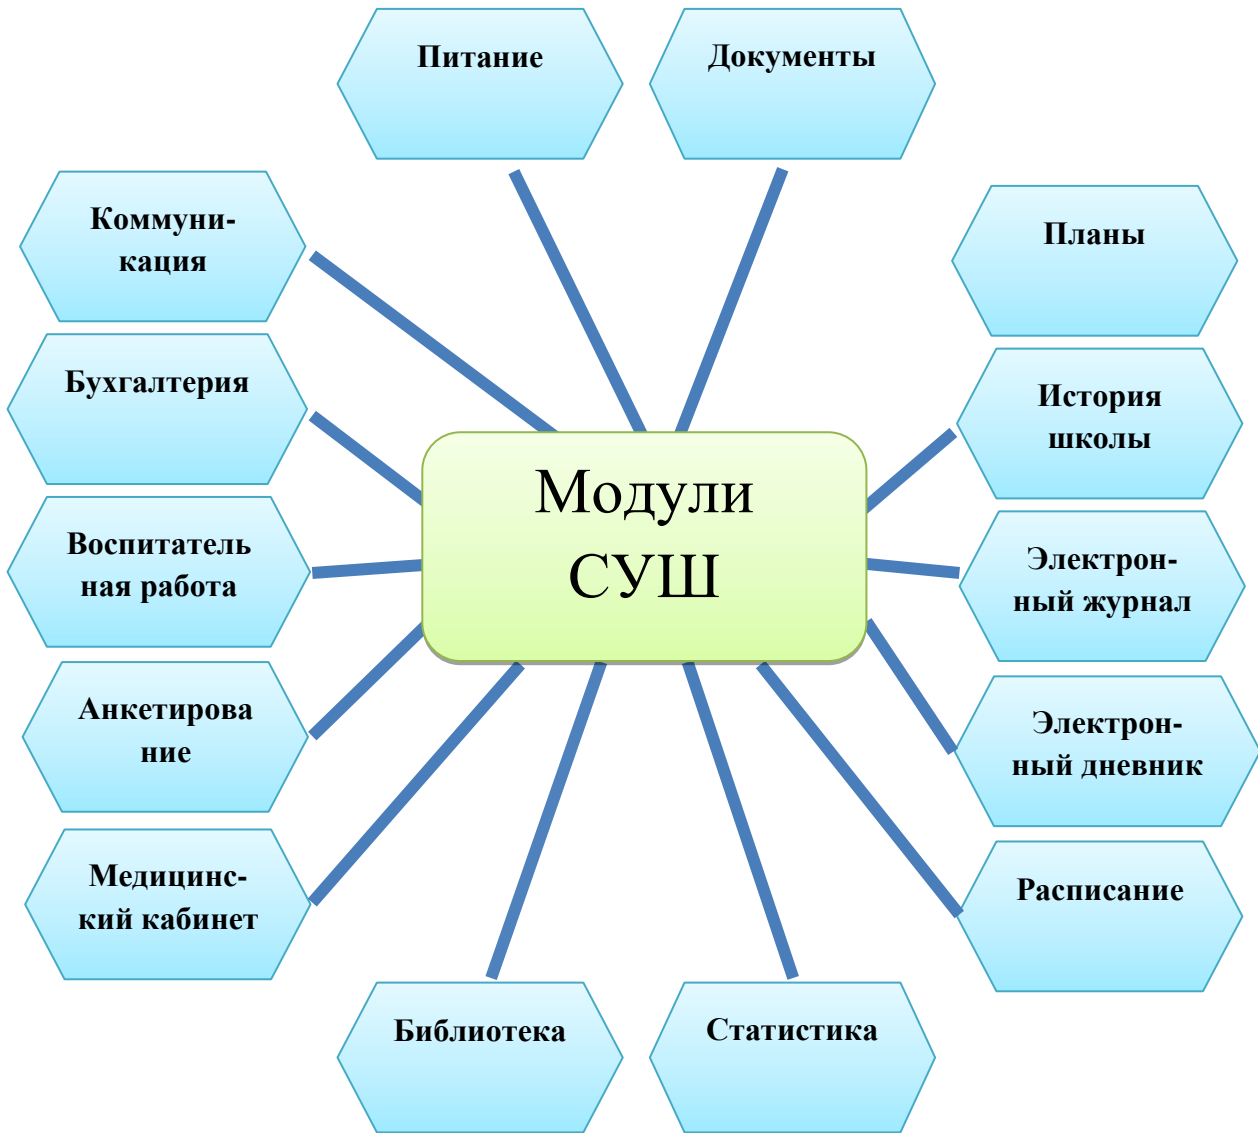 Питание
Документы
Коммуни-
кация
Планы
Бухгалтерия
История
школы
Модули
СУШ
Воспитатель
ная работа
Электрон-
ный журнал
Анкетирова
ние
Электрон-
ный дневник
Медицинс-
кий кабинет
Расписание
Библиотека
Статистика